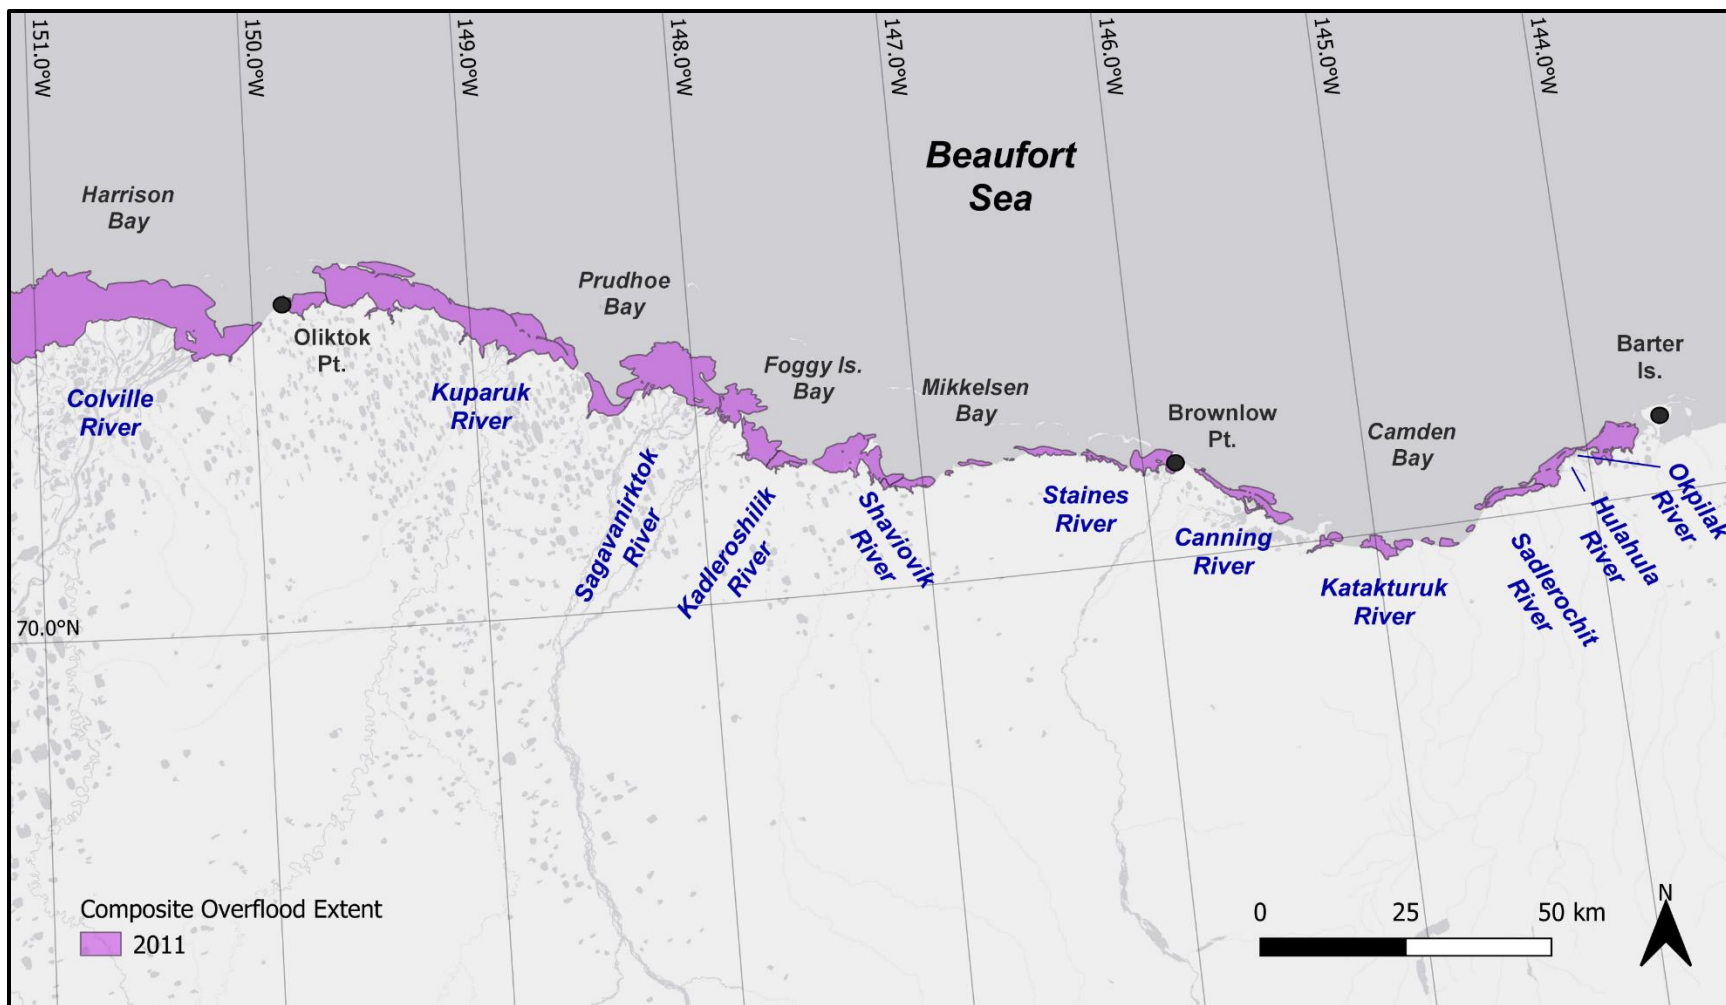 151.0°W
150.0°W
149.0°W
148.0°W
147.0°W
146.0°W
145.0°W
144.0°W
Beaufort
Sea
Harrison
Bay
Prudhoe
Bay
Foggy Is.
Bay
Mikkelsen
Bay
Camden
Bay
Barter
Is.
Oliktok
Pt.
Brownlow
Pt.
Colville
River
Kuparuk
River
Sagavanirktok
River
Kadleroshilik
River
Shaviovik
River
Staines
River
Canning
River
Katakturuk
River
Sadlerochit
River
Hulahula
River
Okpilak
River
70.0°N
Composite Overflood Extent
2011
0 25 50 km
N